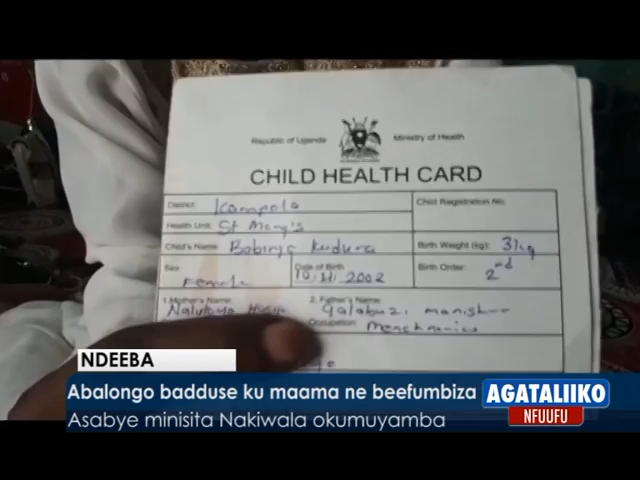 Republic of Uganda Ministry of Health
CHILD HEALTH CARD
District: Kampala
Child Registration No:
Health Unit: St Mary's
Child's Name: Babirye Kudura
Birth Weight (kg): 3kg
Sex Female
Date of Birth 10. 2002
Birth Order: 2nd
1.Mother's Name:
2. Father's Name:
Occupation:
NDEEBA
Abalongo badduse ku maama ne beefumbiza
Asabye minisita Nakiwala okumuyamba
AGATALIIKO
NFUUFU